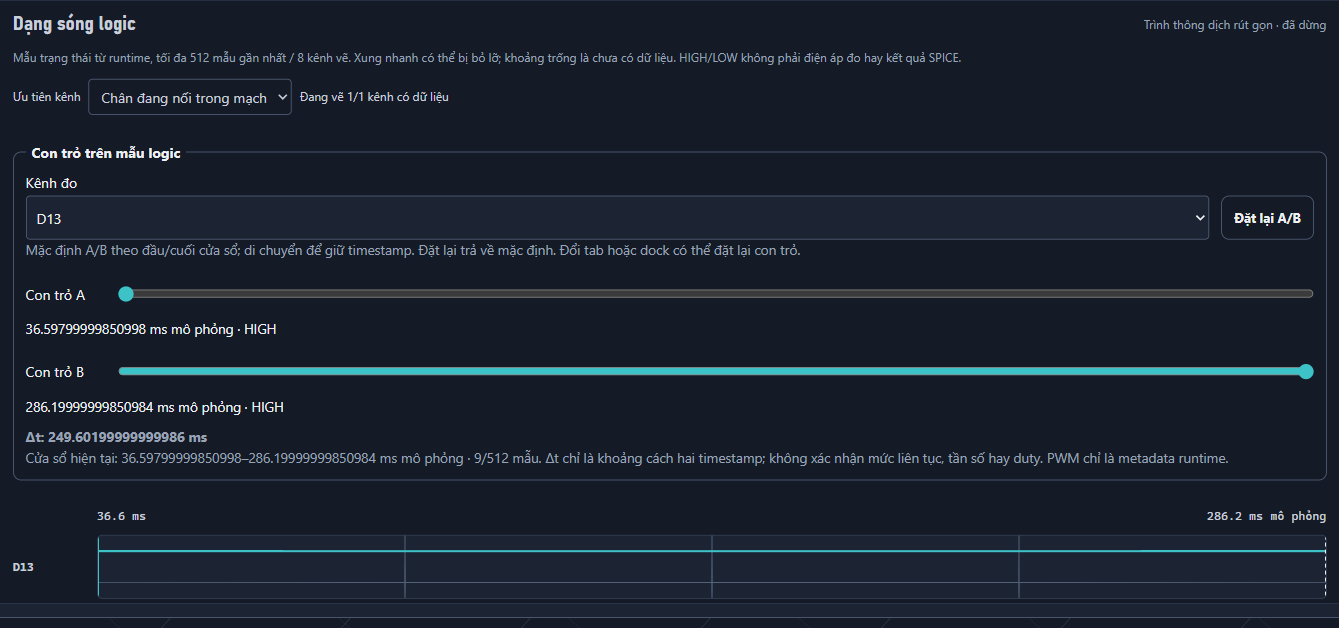 Dạng sóng logic
Trình thông dịch rút gọn · đã dừng
Mẫu trạng thái từ runtime, tối đa 512 mẫu gần nhất / 8 kênh vẽ. Xung nhanh có thể bị bỏ lỡ; khoảng trống là chưa có dữ liệu. HIGH/LOW không phải điện áp đo hay kết quả SPICE.
Ưu tiên kênh
Chân đang nối trong mạch
Đang vẽ 1/1 kênh có dữ liệu
Con trỏ trên mẫu logic
Kênh đo
D13
Đặt lại A/B
Mặc định A/B theo đầu/cuối cửa sổ; di chuyển để giữ timestamp. Đặt lại trả về mặc định. Đổi tab hoặc dock có thể đặt lại con trỏ.
Con trỏ A
36.59799999850998 ms mô phỏng · HIGH
Con trỏ B
286.19999999850984 ms mô phỏng · HIGH
Δt: 249.60199999999986 ms
Cửa sổ hiện tại: 36.59799999850998–286.19999999850984 ms mô phỏng · 9/512 mẫu. Δt chỉ là khoảng cách hai timestamp; không xác nhận mức liên tục, tần số hay duty. PWM chỉ là metadata runtime.
36.6 ms
286.2 ms mô phỏng
D13